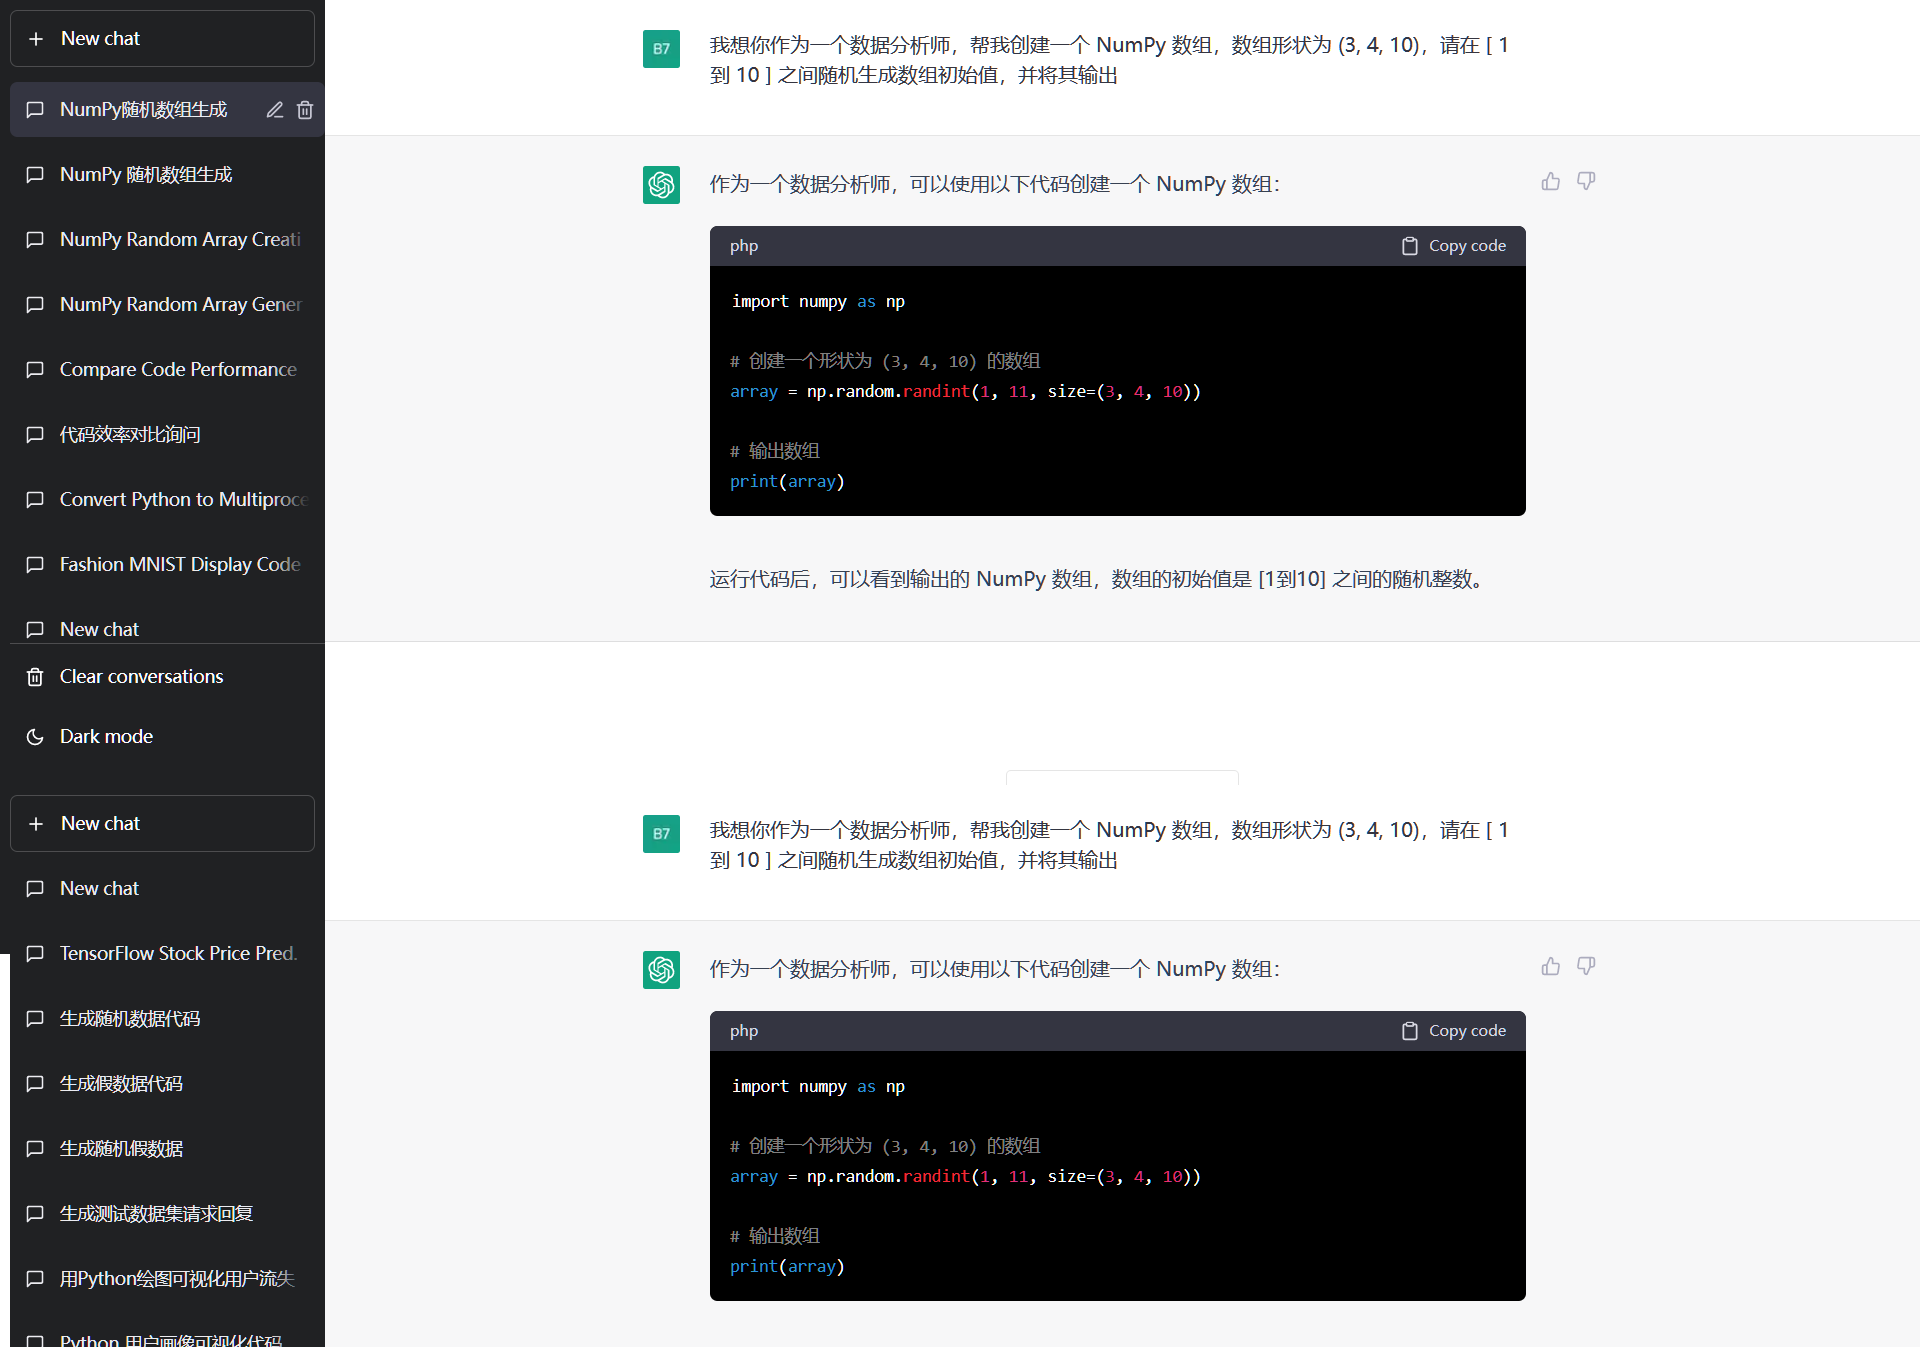 New chat
NumPy随机数组生成
NumPy 随机数组生成
NumPy Random Array Creati
NumPy Random Array Gener
Compare Code Performance
代码效率对比询问
Convert Python to Multiproce
Fashion MNIST Display Code
New chat
Clear conversations
Dark mode
B7
我想你作为一个数据分析师，帮我创建一个 NumPy 数组，数组形状为 (3, 4, 10)，请在 [ 1
到 10 ] 之间随机生成数组初始值，并将其输出
作为一个数据分析师，可以使用以下代码创建一个 NumPy 数组：
php
Copy code
import numpy as np
# 创建一个形状为 (3, 4, 10) 的数组
array = np.random.randint(1, 11, size=(3, 4, 10))
# 输出数组
print(array)
运行代码后，可以看到输出的 NumPy 数组，数组的初始值是 [1到10] 之间的随机整数。
New chat
New chat
TensorFlow Stock Price Pred.
生成随机数据代码
生成假数据代码
生成随机假数据
生成测试数据集请求回复
用Python绘图可视化用户流失
Python 用户画像可视化代码
B7
我想你作为一个数据分析师，帮我创建一个 NumPy 数组，数组形状为 (3, 4, 10)，请在 [ 1
到 10 ] 之间随机生成数组初始值，并将其输出
作为一个数据分析师，可以使用以下代码创建一个 NumPy 数组：
php
Copy code
import numpy as np
# 创建一个形状为 (3, 4, 10) 的数组
array = np.random.randint(1, 11, size=(3, 4, 10))
# 输出数组
print(array)